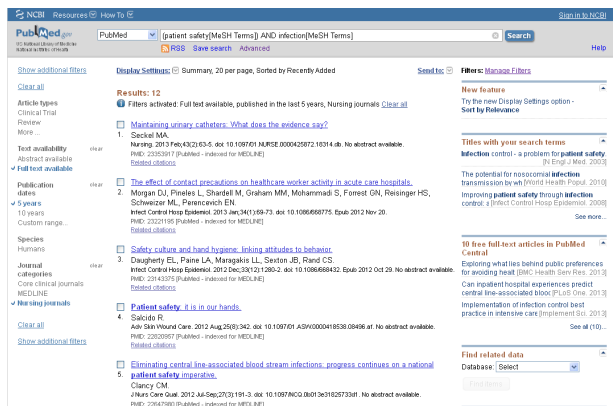 NCBI Resources How To Sign in to NCBI
PubMed.gov PubMed (patient safety[MeSH Terms]) AND infection[MeSH Terms] Search
US National Library of Medicine
National Institutes of Health
RSS Save search Advanced Help
Show additional filters
Clear all
Article types
Clinical Trial
Review
More ...
Text availability clear
Abstract available
Full text available
Publication dates clear
5 years
10 years
Custom range...
Species
Humans
Journal categories clear
Core clinical journals
MEDLINE
Nursing journals
Clear all
Show additional filters
Display Settings: Summary, 20 per page, Sorted by Recently Added Send to:
Results: 12
Filters activated: Full text available, published in the last 5 years, Nursing journals Clear all
Maintaining urinary catheters. What does the evidence say?
1. Seckel MA.
Nursing. 2013 Feb;43(2):63-5. doi: 10.1097/01.NURSE.0000425872.18314.db. No abstract available.
PMID: 23353917 [PubMed - indexed for MEDLINE]
Related citations
The effect of contact precautions on healthcare worker activity in acute care hospitals.
2. Morgan DJ, Pineles L, Shardell M, Graham MM, Mohammadi S, Forrest GN, Reisinger HS,
Schweizer ML, Perencevich EN.
Infect Control Hosp Epidemiol. 2013 Jan;34(1):69-73. doi: 10.1086/668775. Epub 2012 Nov 20.
PMID: 23221195 [PubMed - indexed for MEDLINE]
Related citations
Safety culture and hand hygiene: linking attitudes to behavior.
3. Daugherty EL, Paine LA, Maragakis LL, Sexton JB, Rand CS.
Infect Control Hosp Epidemiol. 2012 Dec;33(12):1280-2. doi: 10.1086/668432. Epub 2012 Oct 29. No abstract available.
PMID: 23143375 [PubMed - indexed for MEDLINE]
Related citations
Patient safety: it is in our hands.
4. Salcido R.
Adv Skin Wound Care. 2012 Aug;25(8):342. doi: 10.1097/01.ASW.0000418538.08496.af. No abstract available.
PMID: 22820957 [PubMed - indexed for MEDLINE]
Related citations
Eliminating central line-associated blood stream infections: progress continues on a national
5. patient safety imperative.
Clancy CM.
J Nurs Care Qual. 2012 Jul-Sep;27(3):191-3. doi: 10.1097/NCQ.0b013e31825733d1. No abstract available.
PMID: 22647980 [PubMed - indexed for MEDLINE]
Filters: Manage Filters
New feature
Try the new Display Settings option -
Sort by Relevance
Titles with your search terms
Infection control - a problem for patient safety.
[N Engl J Med. 2003]
The potential for nosocomial infection
transmission by wh [World Health Popul. 2010]
Improving patient safety through infection
control: a [Infect Control Hosp Epidemiol. 2008]
See more...
10 free full-text articles in PubMed
Central
Exploring what lies behind public preferences
for avoiding healt [BMC Health Serv Res. 2013]
Can inpatient hospital experiences predict
central line-associated blooc [PLoS One. 2013]
Implementation of infection control best
practice in intensive care [Implement Sci. 2013]
See all (10)...
Find related data
Database: Select
Find items